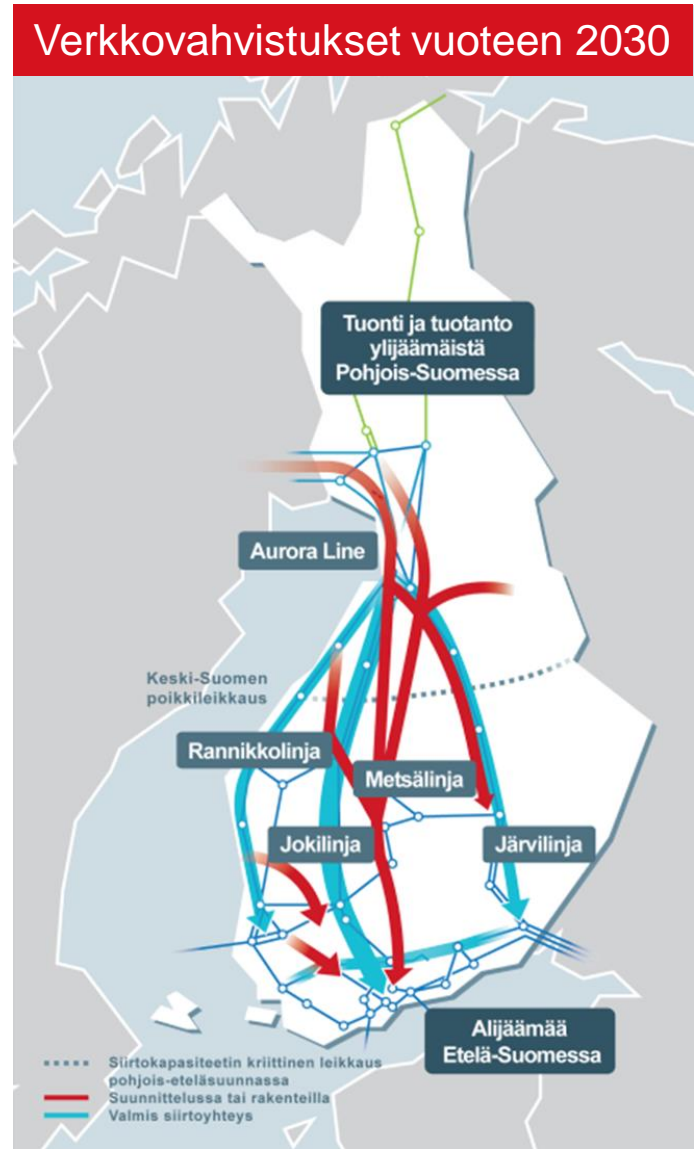 Verkkovahvistukset vuoteen 2030
Tuonti ja tuotanto
ylijäämäistä
Pohjois-Suomessa
Aurora Line
Keski-Suomen
poikkileikkaus
Rannikkolinja
Metsälinja
Jokilinja
Järvilinja
Alijäämää
Etelä-Suomessa
Siirtokapasiteetin kriittinen leikkaus
pohjois-eteläsuunnassa
Suunnittelussa tai rakenteilla
Valmis siirtoyhteys